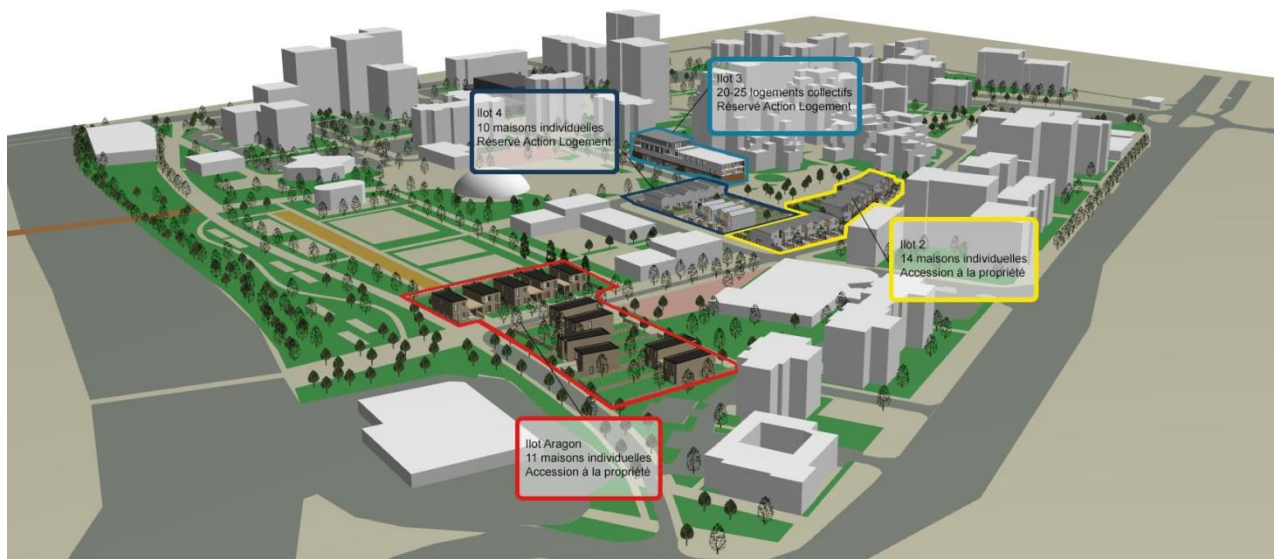 Ilot 3
20-25 logements collectifs
Réservé Action Logement
Ilot 4
10 maisons individuelles
Réservé Action Logement
Ilot 2
14 maisons individuelles
Accession à la propriété
Ilot Aragon
11 maisons individuelles
Accession à la propriété